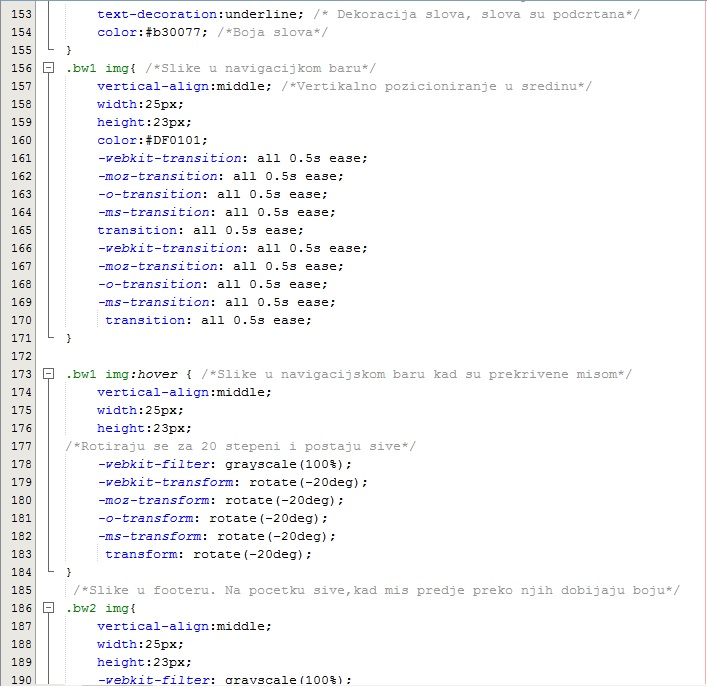 153 text-decoration:underline; /* Dekoracija slova, slova su podcrtana*/
154 color:#b30077; /*Boja slova*/
155 }
156 .bw1 img{ /*Slike u navigacijkom baru*/
157 vertical-align:middle; /*Vertikalno pozicioniranje u sredinu*/
158 width:25px;
159 height:23px;
160 color:#DF0101;
161 -webkit-transition: all 0.5s ease;
162 -moz-transition: all 0.5s ease;
163 -o-transition: all 0.5s ease;
164 -ms-transition: all 0.5s ease;
165 transition: all 0.5s ease;
166 -webkit-transition: all 0.5s ease;
167 -moz-transition: all 0.5s ease;
168 -o-transition: all 0.5s ease;
169 -ms-transition: all 0.5s ease;
170 transition: all 0.5s ease;
171 }
172
173 .bw1 img:hover { /*Slike u navigacijskom baru kad su prekrivene misom*/
174 vertical-align:middle;
175 width:25px;
176 height:23px;
177 /*Rotiraju se za 20 stepeni i postaju sive*/
178 -webkit-filter: grayscale(100%);
179 -webkit-transform: rotate(-20deg);
180 -moz-transform: rotate(-20deg);
181 -o-transform: rotate(-20deg);
182 -ms-transform: rotate(-20deg);
183 transform: rotate(-20deg);
184 }
185 /*Slike u footeru. Na pocetku sive,kad mis predje preko njih dobijaju boju*/
186 .bw2 img{
187 vertical-align:middle;
188 width:25px;
189 height:23px;
190 -webkit-filter: grayscale(100%);